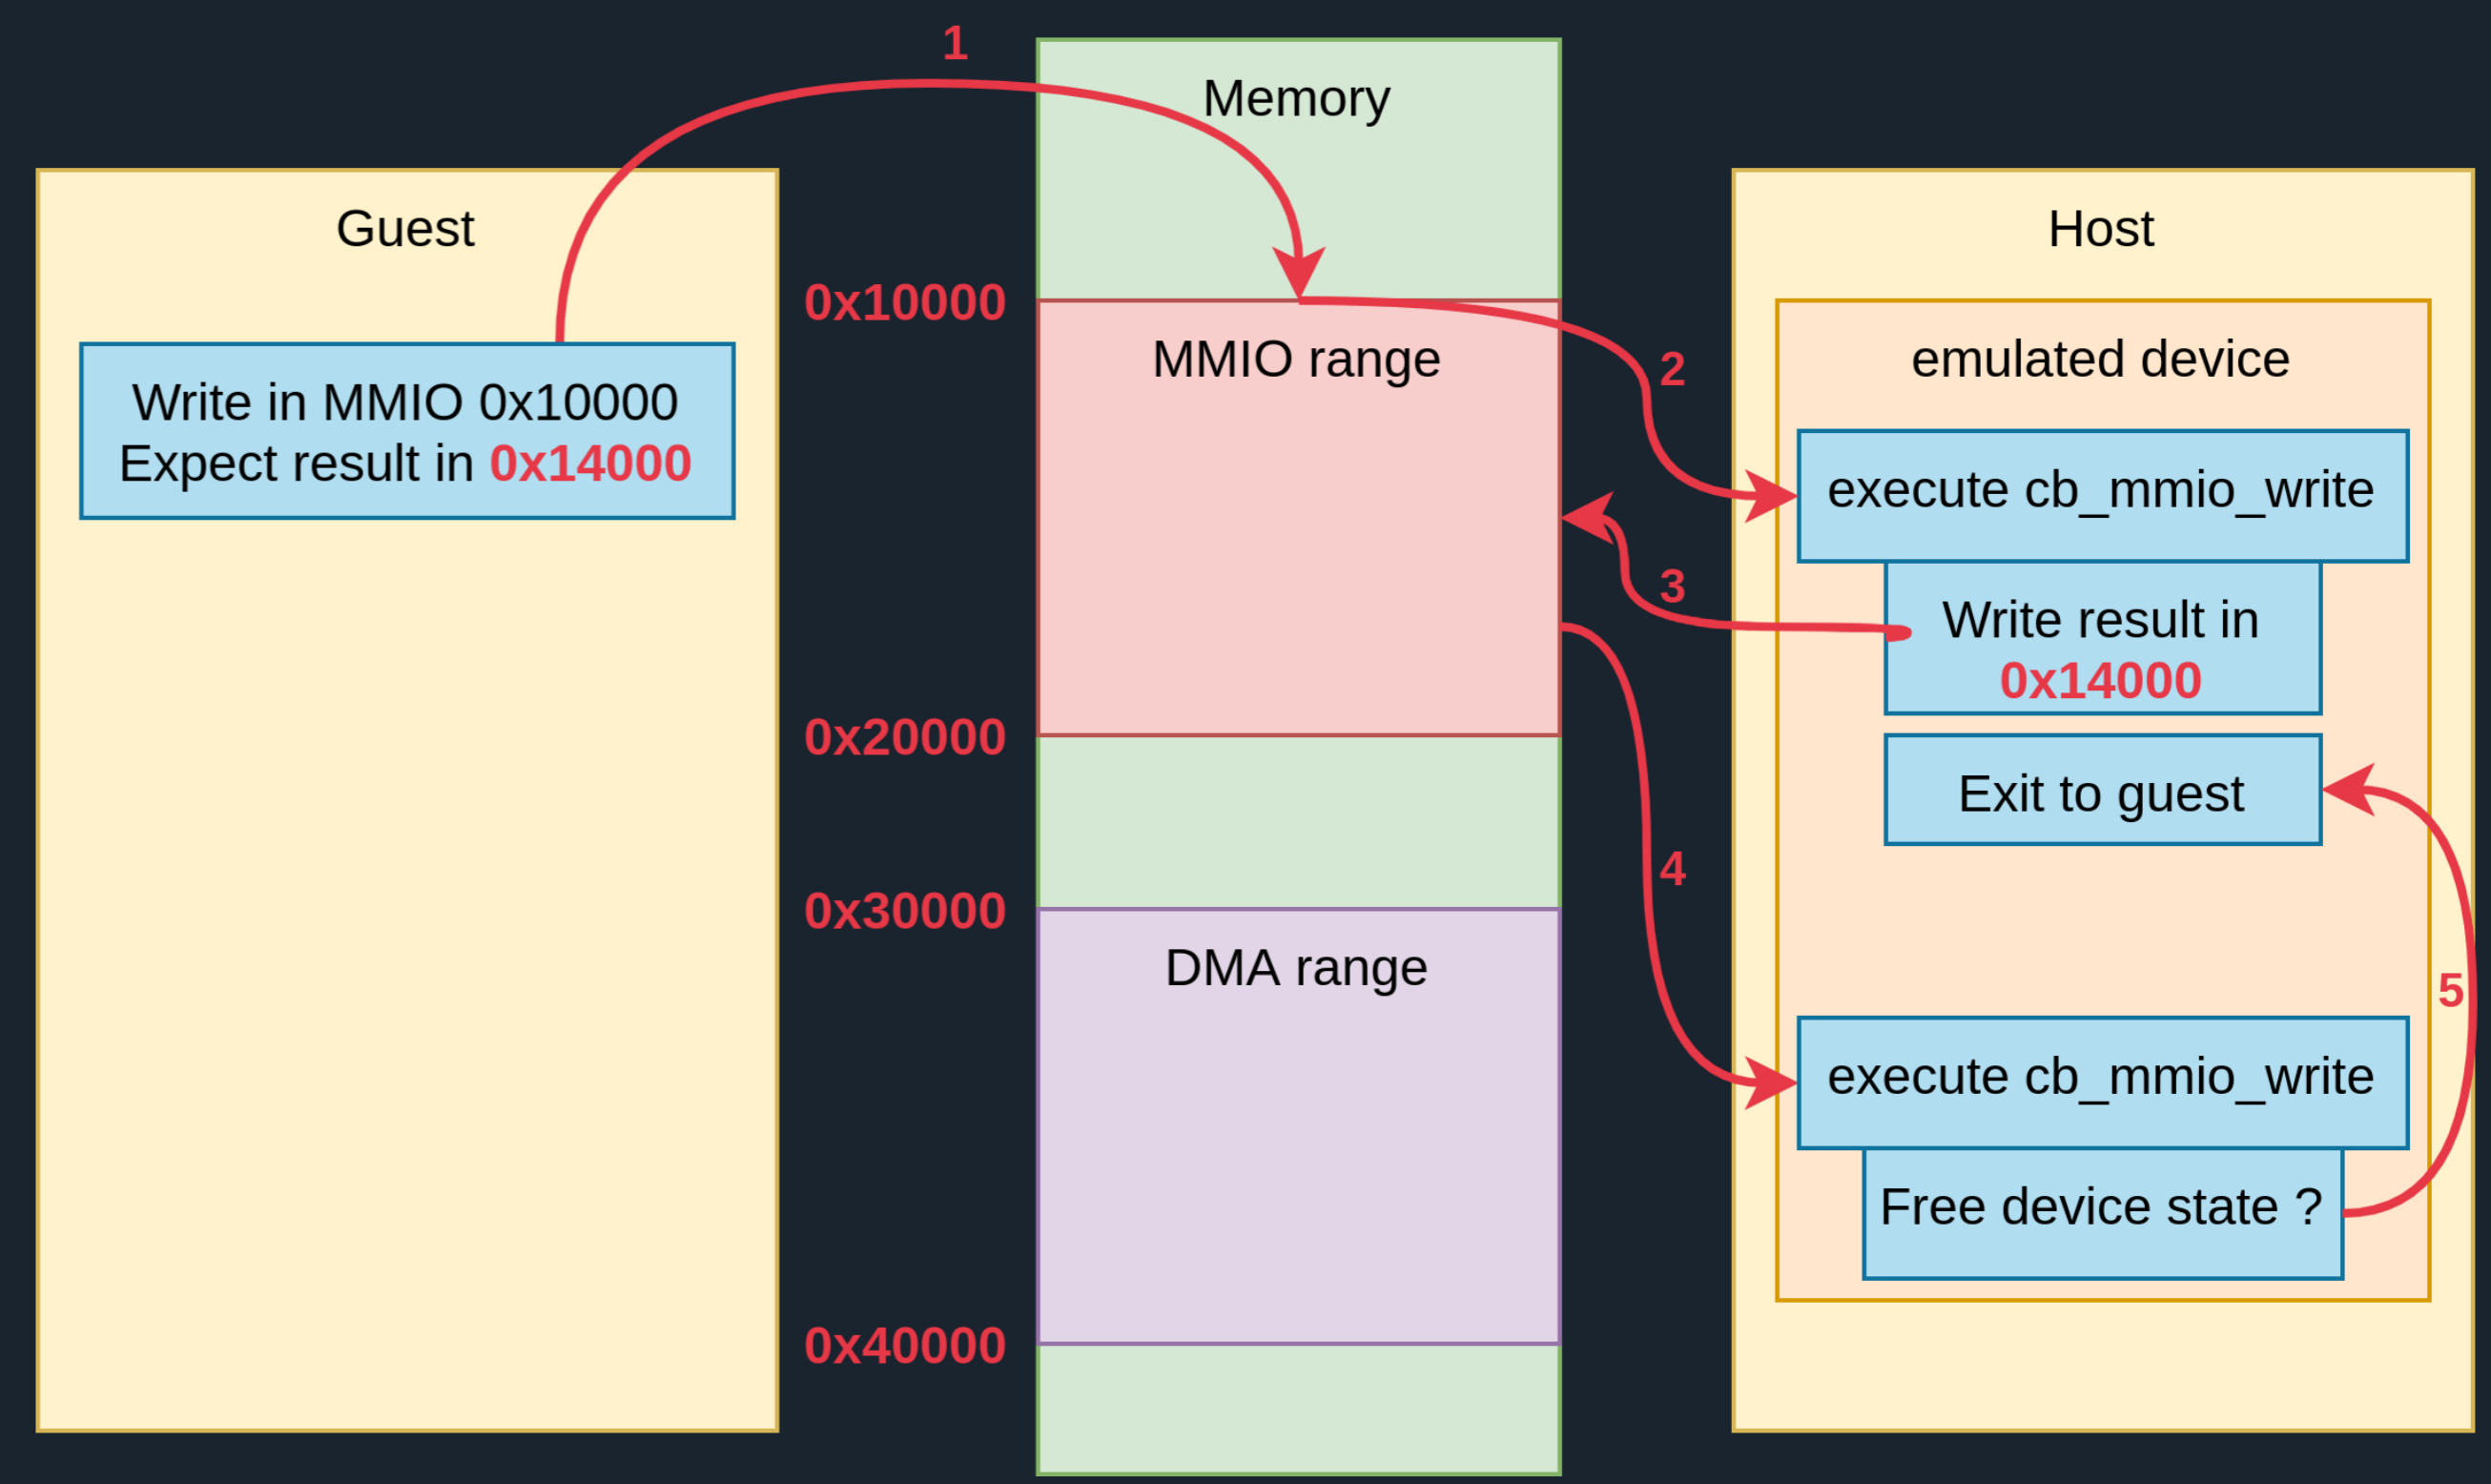 1
Memory
Guest
Host
0x10000
Write in MMIO 0x10000
Expect result in 0x14000
MMIO range
2
emulated device
execute cb_mmio_write
3
Write result in
0x14000
0x20000
Exit to guest
4
0x30000
DMA range
5
execute cb_mmio_write
Free device state ?
0x40000